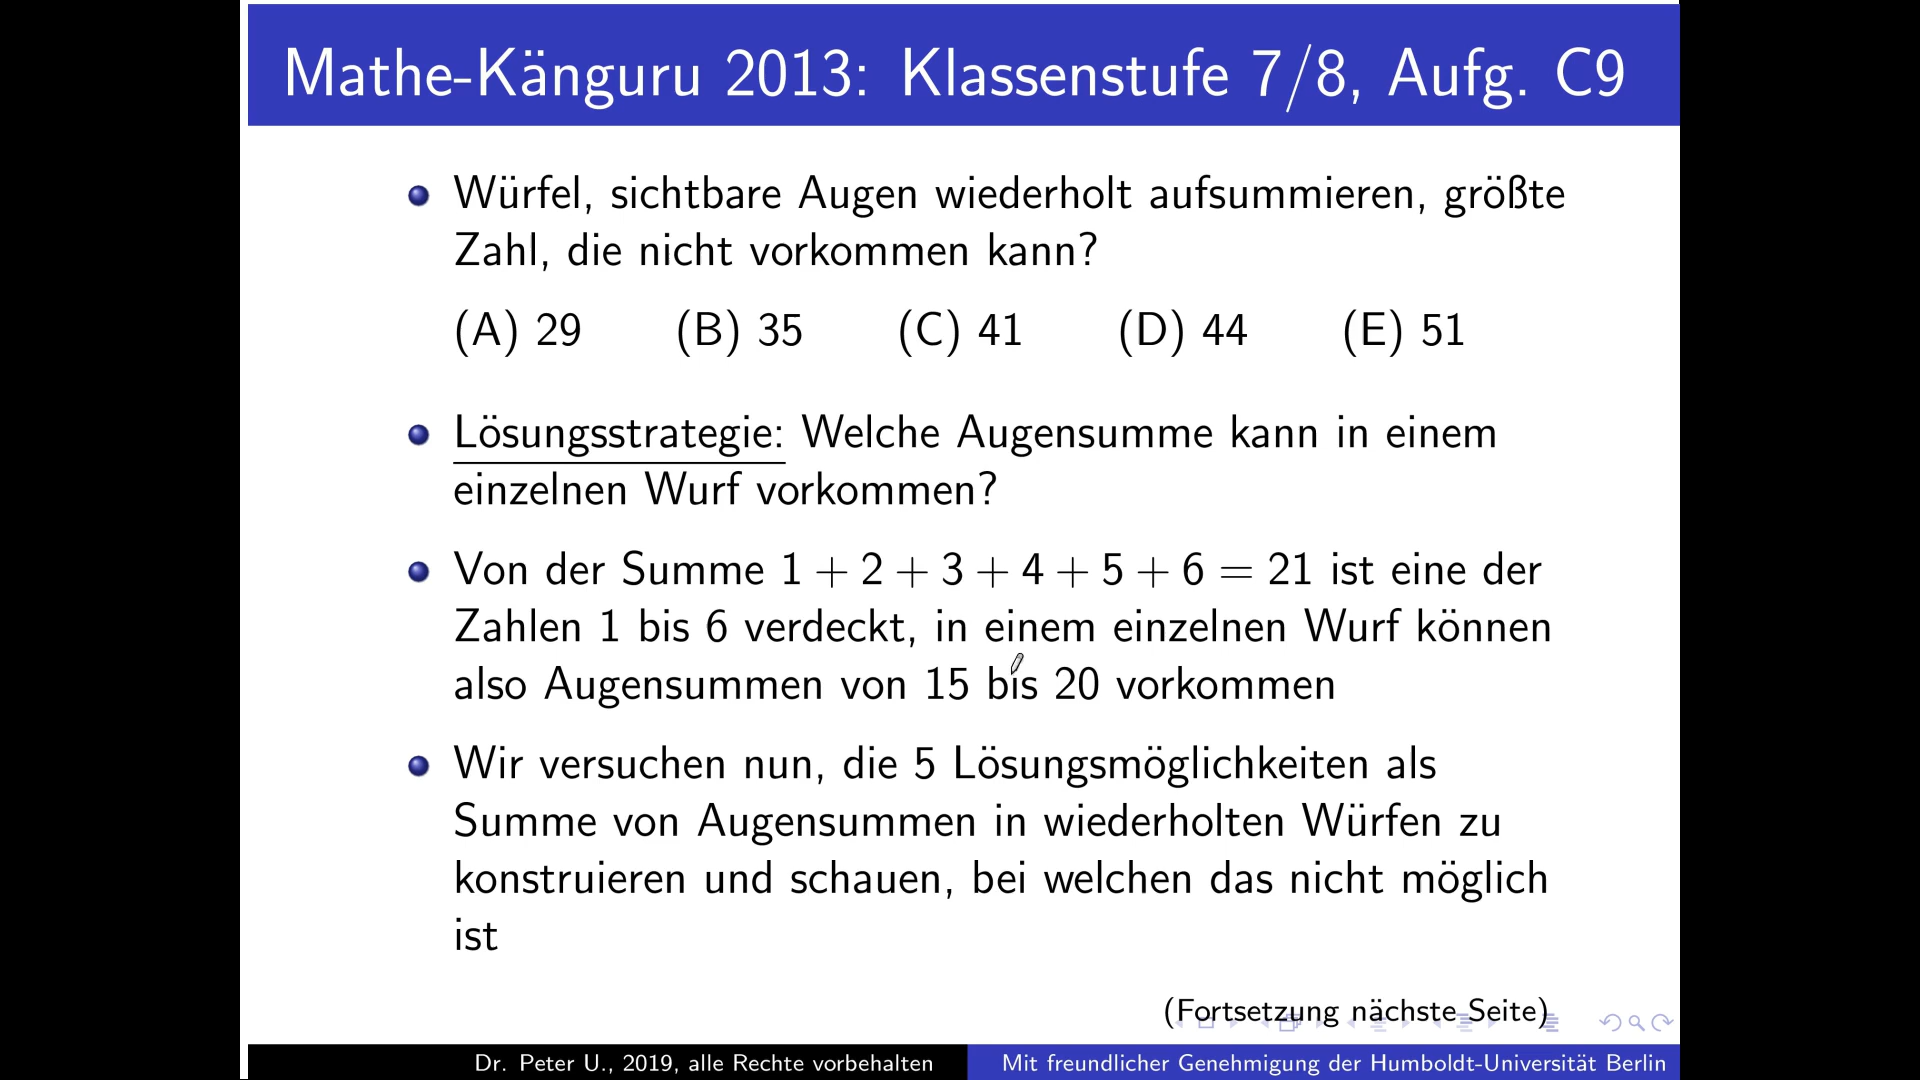 Mathe-Känguru 2013: Klassenstufe 7/8, Aufg. C9
Würfel, sichtbare Augen wiederholt aufsummieren, größte
Zahl, die nicht vorkommen kann?
(A) 29 (B) 35 (C) 41 (D) 44 (E) 51
Lösungsstrategie: Welche Augensumme kann in einem
einzelnen Wurf vorkommen?
Von der Summe 1 + 2 + 3 + 4 + 5 + 6 = 21 ist eine der
Zahlen 1 bis 6 verdeckt, in einem einzelnen Wurf können
also Augensummen von 15 bis 20 vorkommen
Wir versuchen nun, die 5 Lösungsmöglichkeiten als
Summe von Augensummen in wiederholten Würfen zu
konstruieren und schauen, bei welchen das nicht möglich
ist
(Fortsetzung nächste Seite)
Dr. Peter U., 2019, alle Rechte vorbehalten
Mit freundlicher Genehmigung der Humboldt-Universität Berlin